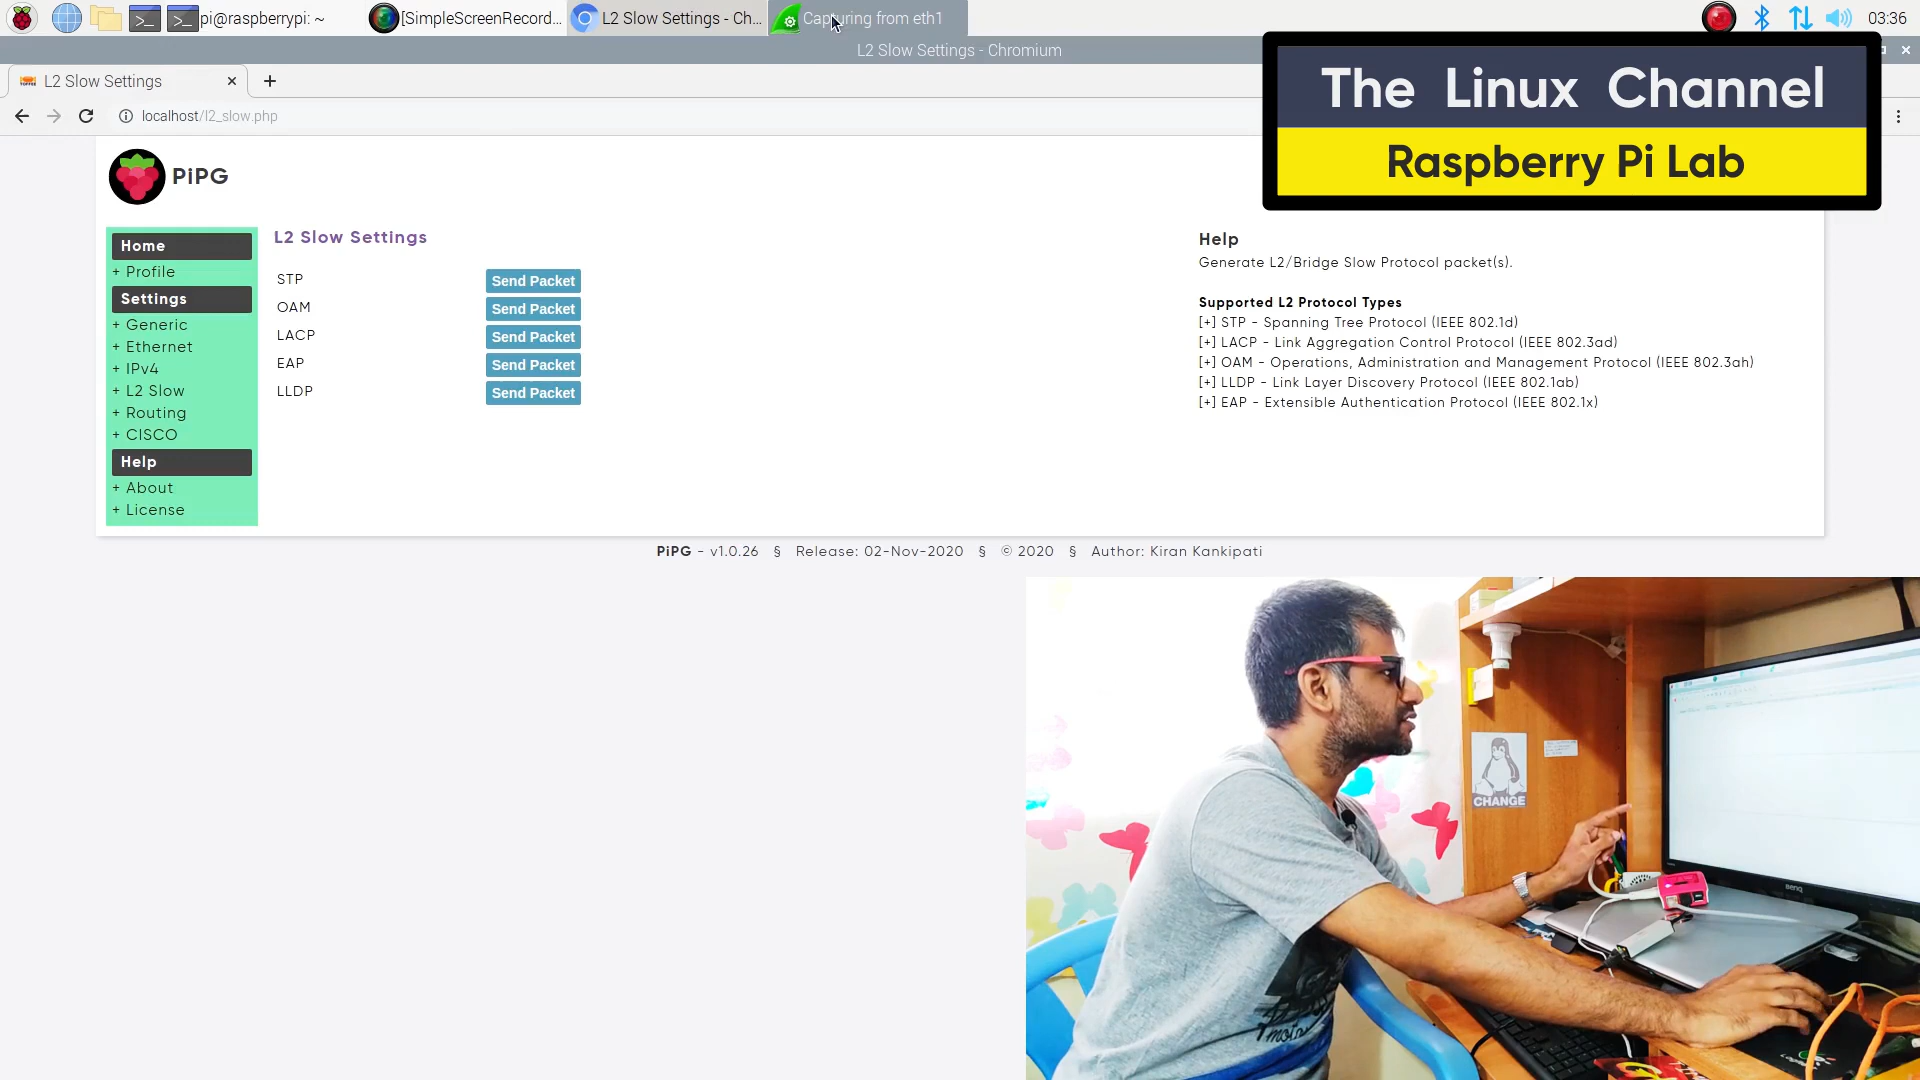 pi@raspberrypi: ~
[SimpleScreenRecord...
L2 Slow Settings - Ch...
Capturing from eth1
03:36
L2 Slow Settings - Chromium
L2 Slow Settings
localhost/l2_slow.php
The Linux Channel
Raspberry Pi Lab
PiPG
Home
+ Profile
Settings
+ Generic
+ Ethernet
+ IPv4
+ L2 Slow
+ Routing
+ CISCO
Help
+ About
+ License
L2 Slow Settings
STP Send Packet
OAM Send Packet
LACP Send Packet
EAP Send Packet
LLDP Send Packet
Help
Generate L2/Bridge Slow Protocol packet(s).
Supported L2 Protocol Types
[+] STP - Spanning Tree Protocol (IEEE 802.1d)
[+] LACP - Link Aggregation Control Protocol (IEEE 802.3ad)
[+] OAM - Operations, Administration and Management Protocol (IEEE 802.3ah)
[+] LLDP - Link Layer Discovery Protocol (IEEE 802.1ab)
[+] EAP - Extensible Authentication Protocol (IEEE 802.1x)
PiPG - v1.0.26 § Release: 02-Nov-2020 § © 2020 § Author: Kiran Kankipati
CHANGE
BenQ